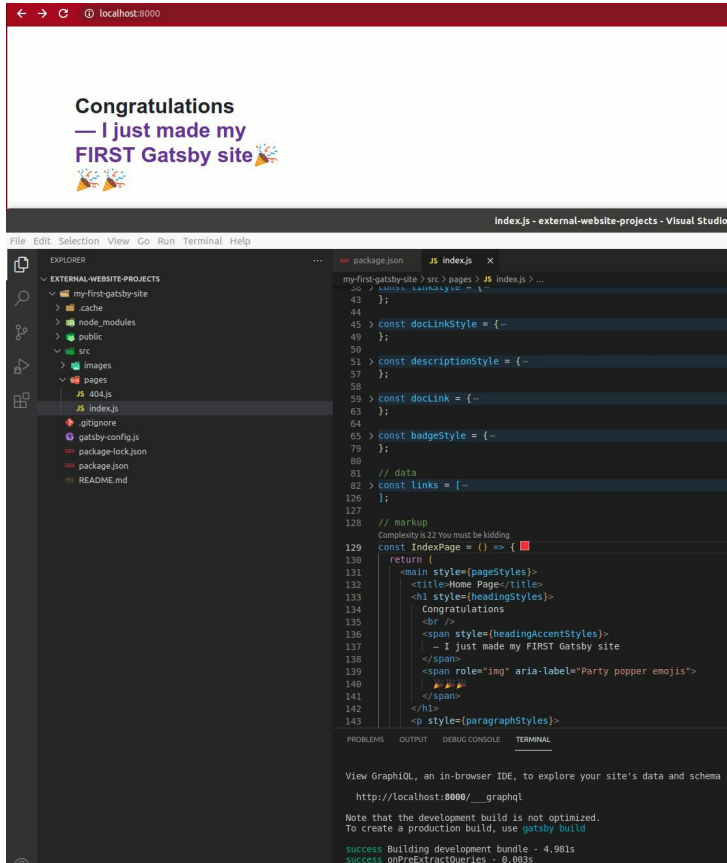 localhost:8000
Congratulations
— I just made my
FIRST Gatsby site🎉
🎉🎉
index.js - external-website-projects - Visual Studio
File Edit Selection View Go Run Terminal Help
EXPLORER ...
EXTERNAL-WEBSITE-PROJECTS
my-first-gatsby-site
.cache
node_modules
public
src
images
pages
JS 404.js
JS index.js
.gitignore
gatsby-config.js
package-lock.json
package.json
README.md
package.json JS index.js ×
my-first-gatsby-site > src > pages > JS index.js > ...
38 > const linkStyle = {⋯
43 };
44
45 > const docLinkStyle = {⋯
49 };
50
51 > const descriptionStyle = {⋯
57 };
58
59 > const docLink = {⋯
63 };
64
65 > const badgeStyle = {⋯
79 };
80
81 // data
82 > const links = [⋯
126 ];
127
128 // markup
Complexity is 22 You must be kidding
129 const IndexPage = () => {
130 return (
131 <main style={pageStyles}>
132 <title>Home Page</title>
133 <h1 style={headingStyles}>
134 Congratulations
135 <br />
136 <span style={headingAccentStyles}>
137 — I just made my FIRST Gatsby site
138 </span>
139 <span role="img" aria-label="Party popper emojis">
140 🎉🎉🎉
141 </span>
142 </h1>
143 <p style={paragraphStyles}>
PROBLEMS OUTPUT DEBUG CONSOLE TERMINAL
View GraphiQL, an in-browser IDE, to explore your site's data and schema
http://localhost:8000/___graphql
Note that the development build is not optimized.
To create a production build, use gatsby build
success Building development bundle - 4.981s
success onPreExtractQueries - 0.003s